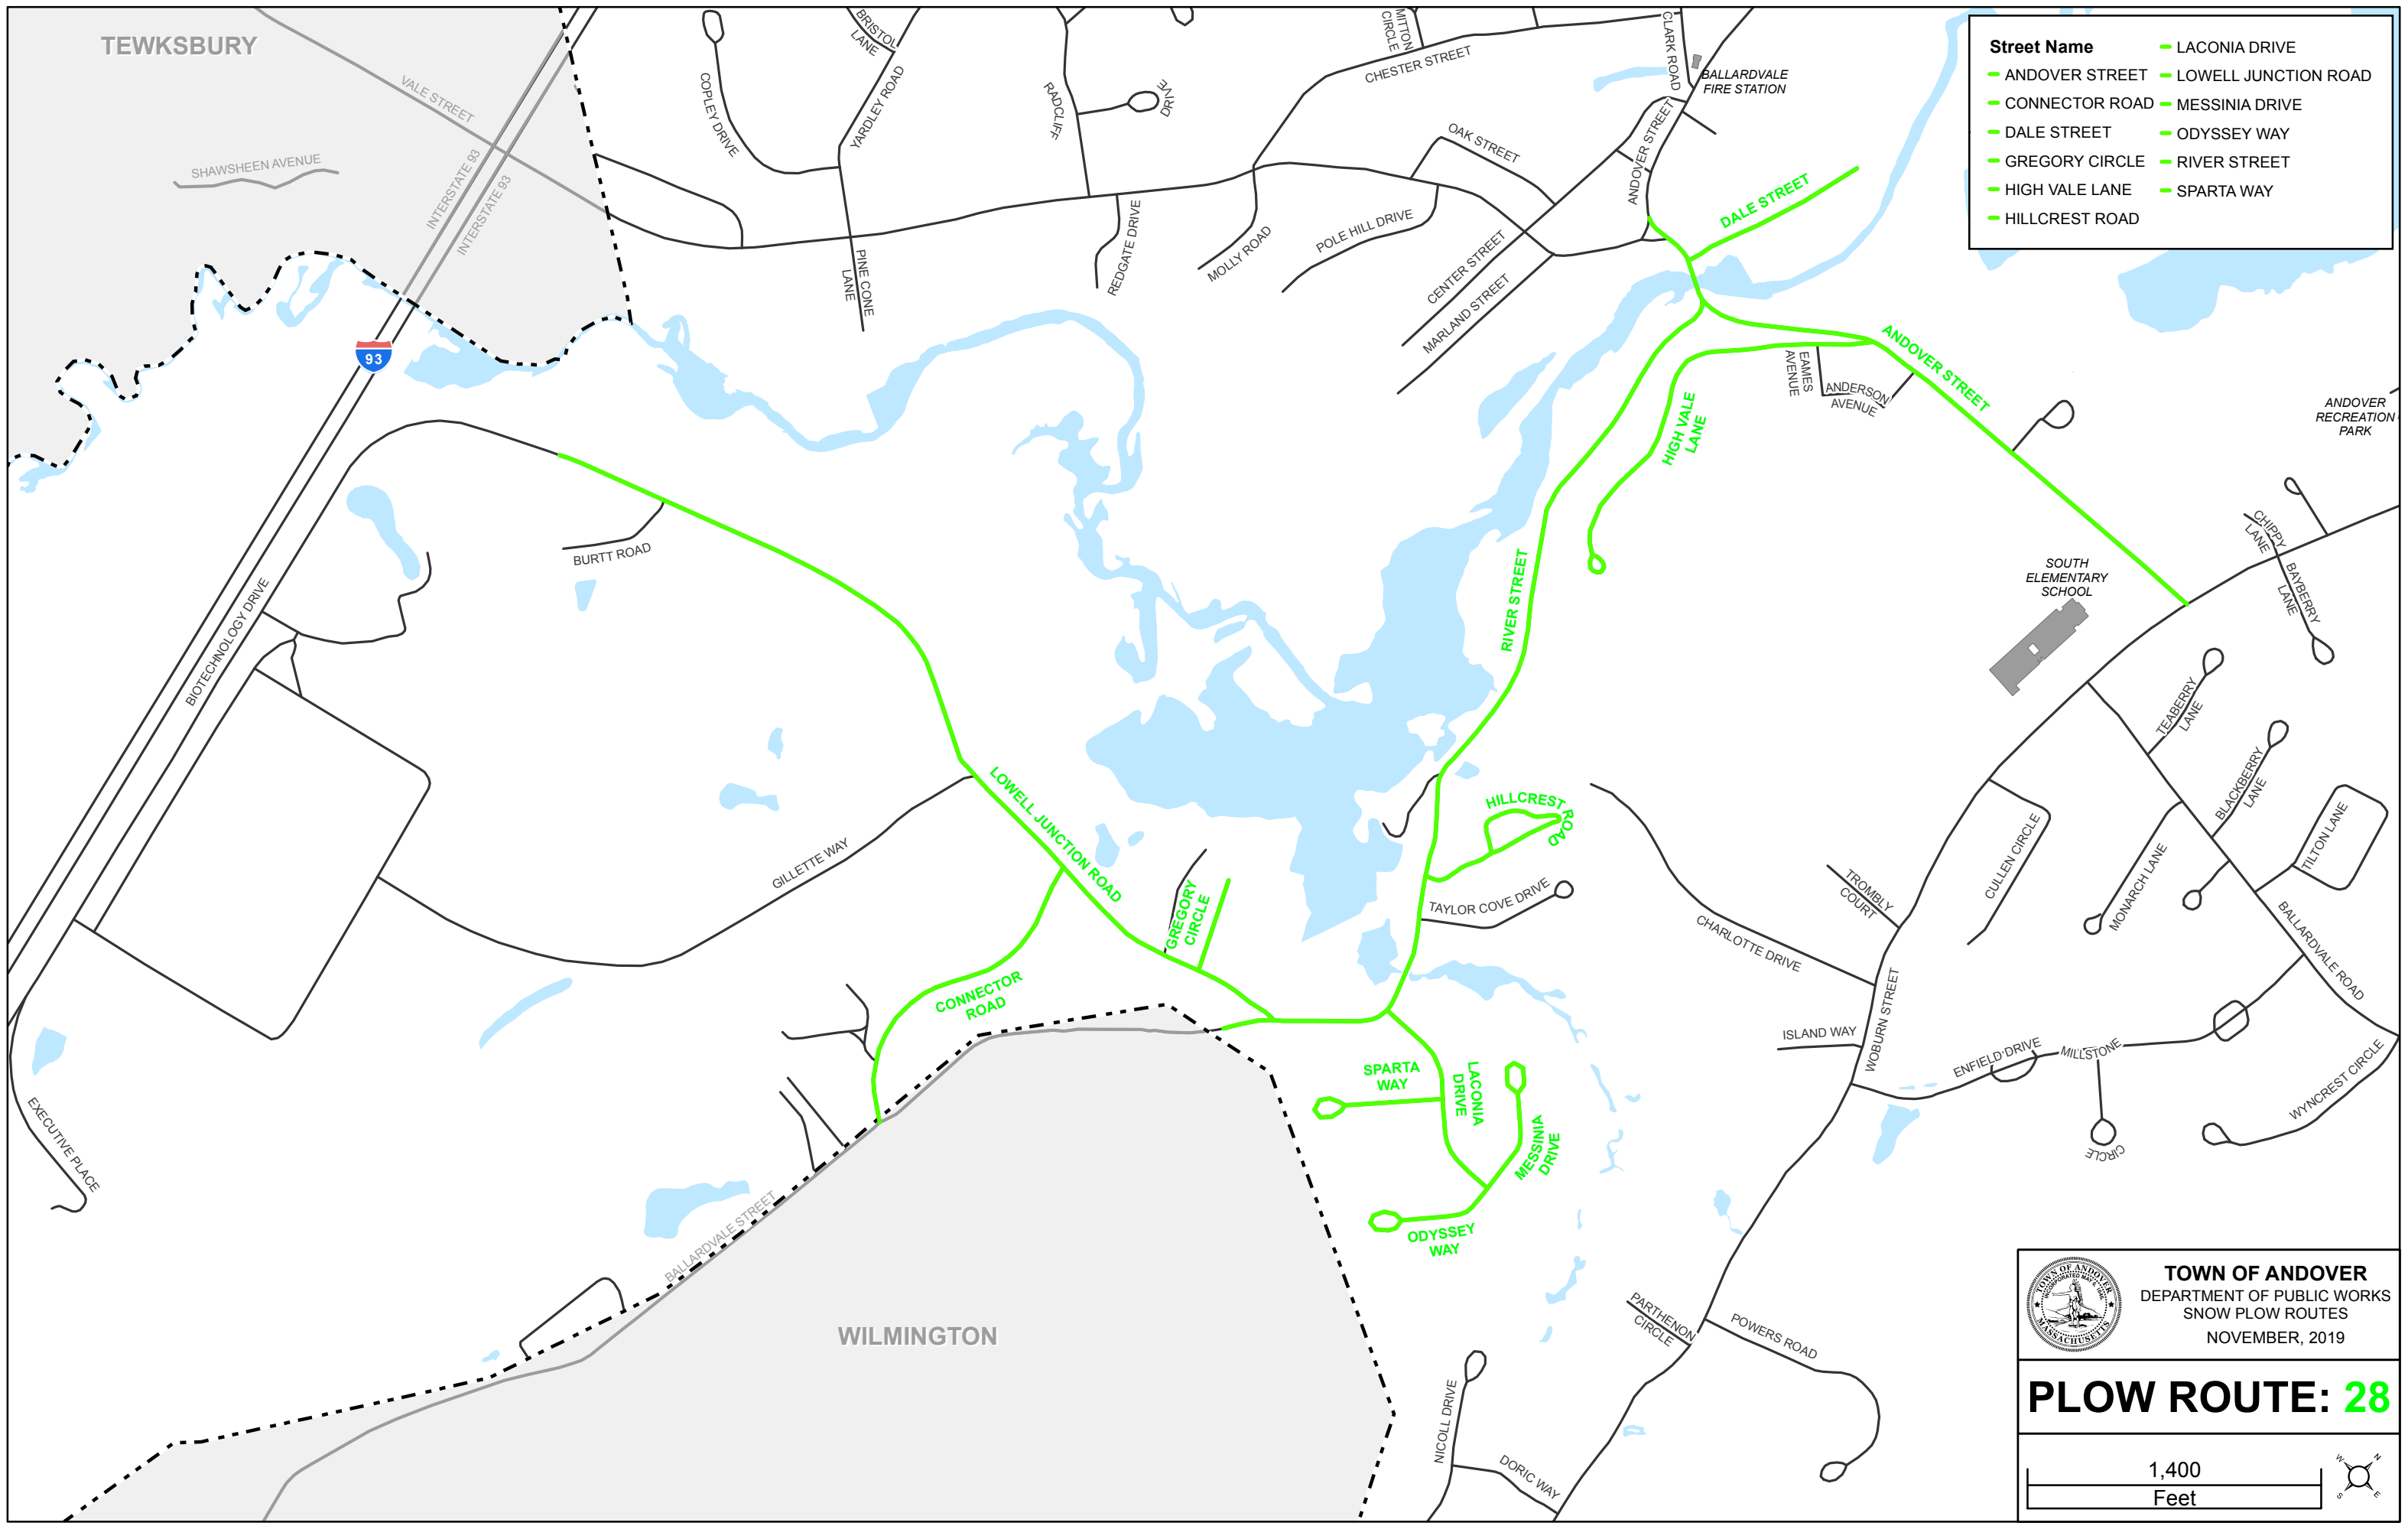 TEWKSBURY
VALE STREET
SHAWSHEEN AVENUE
INTERSTATE 93
INTERSTATE 93
93
BRISTOL
LANE
COPLEY DRIVE
YARDLEY ROAD
RADCLIFF
DRIVE
MITTON
CIRCLE
CHESTER STREET
CLARK ROAD
BALLARDVALE
FIRE STATION
OAK STREET
ANDOVER STREET
DALE STREET
PINE CONE
LANE
REDGATE DRIVE
MOLLY ROAD
POLE HILL DRIVE
CENTER STREET
MARLAND STREET
Street Name
ANDOVER STREET
CONNECTOR ROAD
DALE STREET
GREGORY CIRCLE
HIGH VALE LANE
HILLCREST ROAD
LACONIA DRIVE
LOWELL JUNCTION ROAD
MESSINIA DRIVE
ODYSSEY WAY
RIVER STREET
SPARTA WAY
ANDOVER STREET
EAMES
AVENUE
ANDERSON
AVENUE
HIGH VALE
LANE
ANDOVER
RECREATION
PARK
CHIPPY
LANE
BAYBERRY
LANE
SOUTH
ELEMENTARY
SCHOOL
BURTT ROAD
BIOTECHNOLOGY DRIVE
RIVER STREET
TEABERRY
LANE
BLACKBERRY
LANE
TILTON LANE
LOWELL JUNCTION ROAD
HILLCREST ROAD
GILLETTE WAY
GREGORY
CIRCLE
TAYLOR COVE DRIVE
CHARLOTTE DRIVE
TROMBLY
COURT
CULLEN CIRCLE
MONARCH LANE
BALLARDVALE ROAD
CONNECTOR
ROAD
WOBURN STREET
ISLAND WAY
ENFIELD DRIVE
MILLSTONE
CIRCLE
WYNCREST CIRCLE
EXECUTIVE PLACE
SPARTA
WAY
LACONIA
DRIVE
MESSINIA
DRIVE
ODYSSEY
WAY
BALLARDVALE STREET
WILMINGTON
PARTHENON
CIRCLE
POWERS ROAD
NICOLL DRIVE
DORIC WAY
TOWN OF ANDOVER
INCORPORATED MAY 6, 1646
MASSACHUSETTS
TOWN OF ANDOVER
DEPARTMENT OF PUBLIC WORKS
SNOW PLOW ROUTES
NOVEMBER, 2019
PLOW ROUTE: 28
1,400
Feet
W
N
S
E